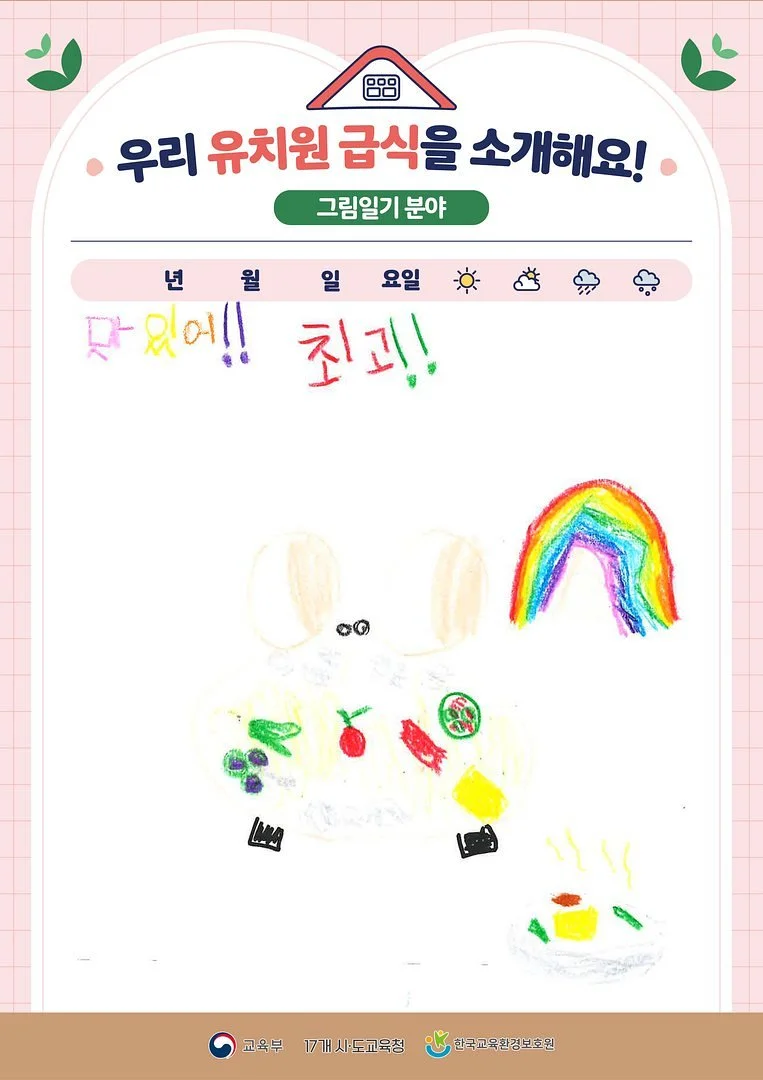 우리 유치원 급식을 소개해요!
그림일기 분야
년 월 일 요일
맛있어!! 최고!!
교육부 17개 시·도교육청 한국교육환경보호원